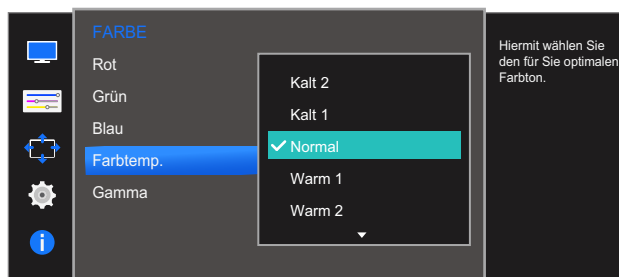 FARBE
Rot
Grün
Blau
Farbtemp.
Gamma
Kalt 2
Kalt 1
Normal
Warm 1
Warm 2
Hiermit wählen Sie
den für Sie optimalen
Farbton.